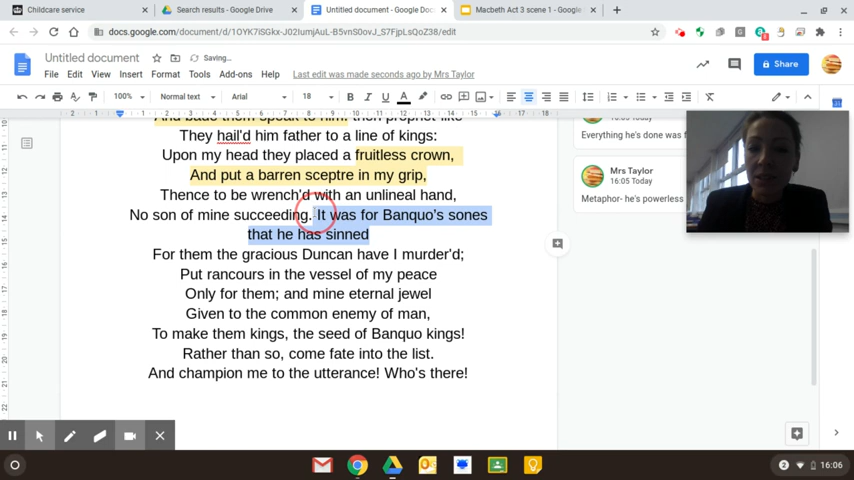 Childcare service
Search results - Google Drive
Untitled document - Google Doc
Macbeth Act 3 scene 1 - Google
docs.google.com/document/d/1OYK7iSGkx-J02IumjAuL-B5vnS0ovJ_S7FjpLsQoZ38/edit
Untitled document
Saving...
File Edit View Insert Format Tools Add-ons Help
Last edit was made seconds ago by Mrs Taylor
Share
100% Normal text Arial 18 B I U A
They hail'd him father to a line of kings:
Upon my head they placed a fruitless crown,
And put a barren sceptre in my grip,
Thence to be wrench'd with an unlineal hand,
No son of mine succeeding. It was for Banquo's sones
that he has sinned
For them the gracious Duncan have I murder'd;
Put rancours in the vessel of my peace
Only for them; and mine eternal jewel
Given to the common enemy of man,
To make them kings, the seed of Banquo kings!
Rather than so, come fate into the list.
And champion me to the utterance! Who's there!
16:05 Today
Everything he's done was f
Mrs Taylor
16:05 Today
Metaphor- he's powerless
2
16:06